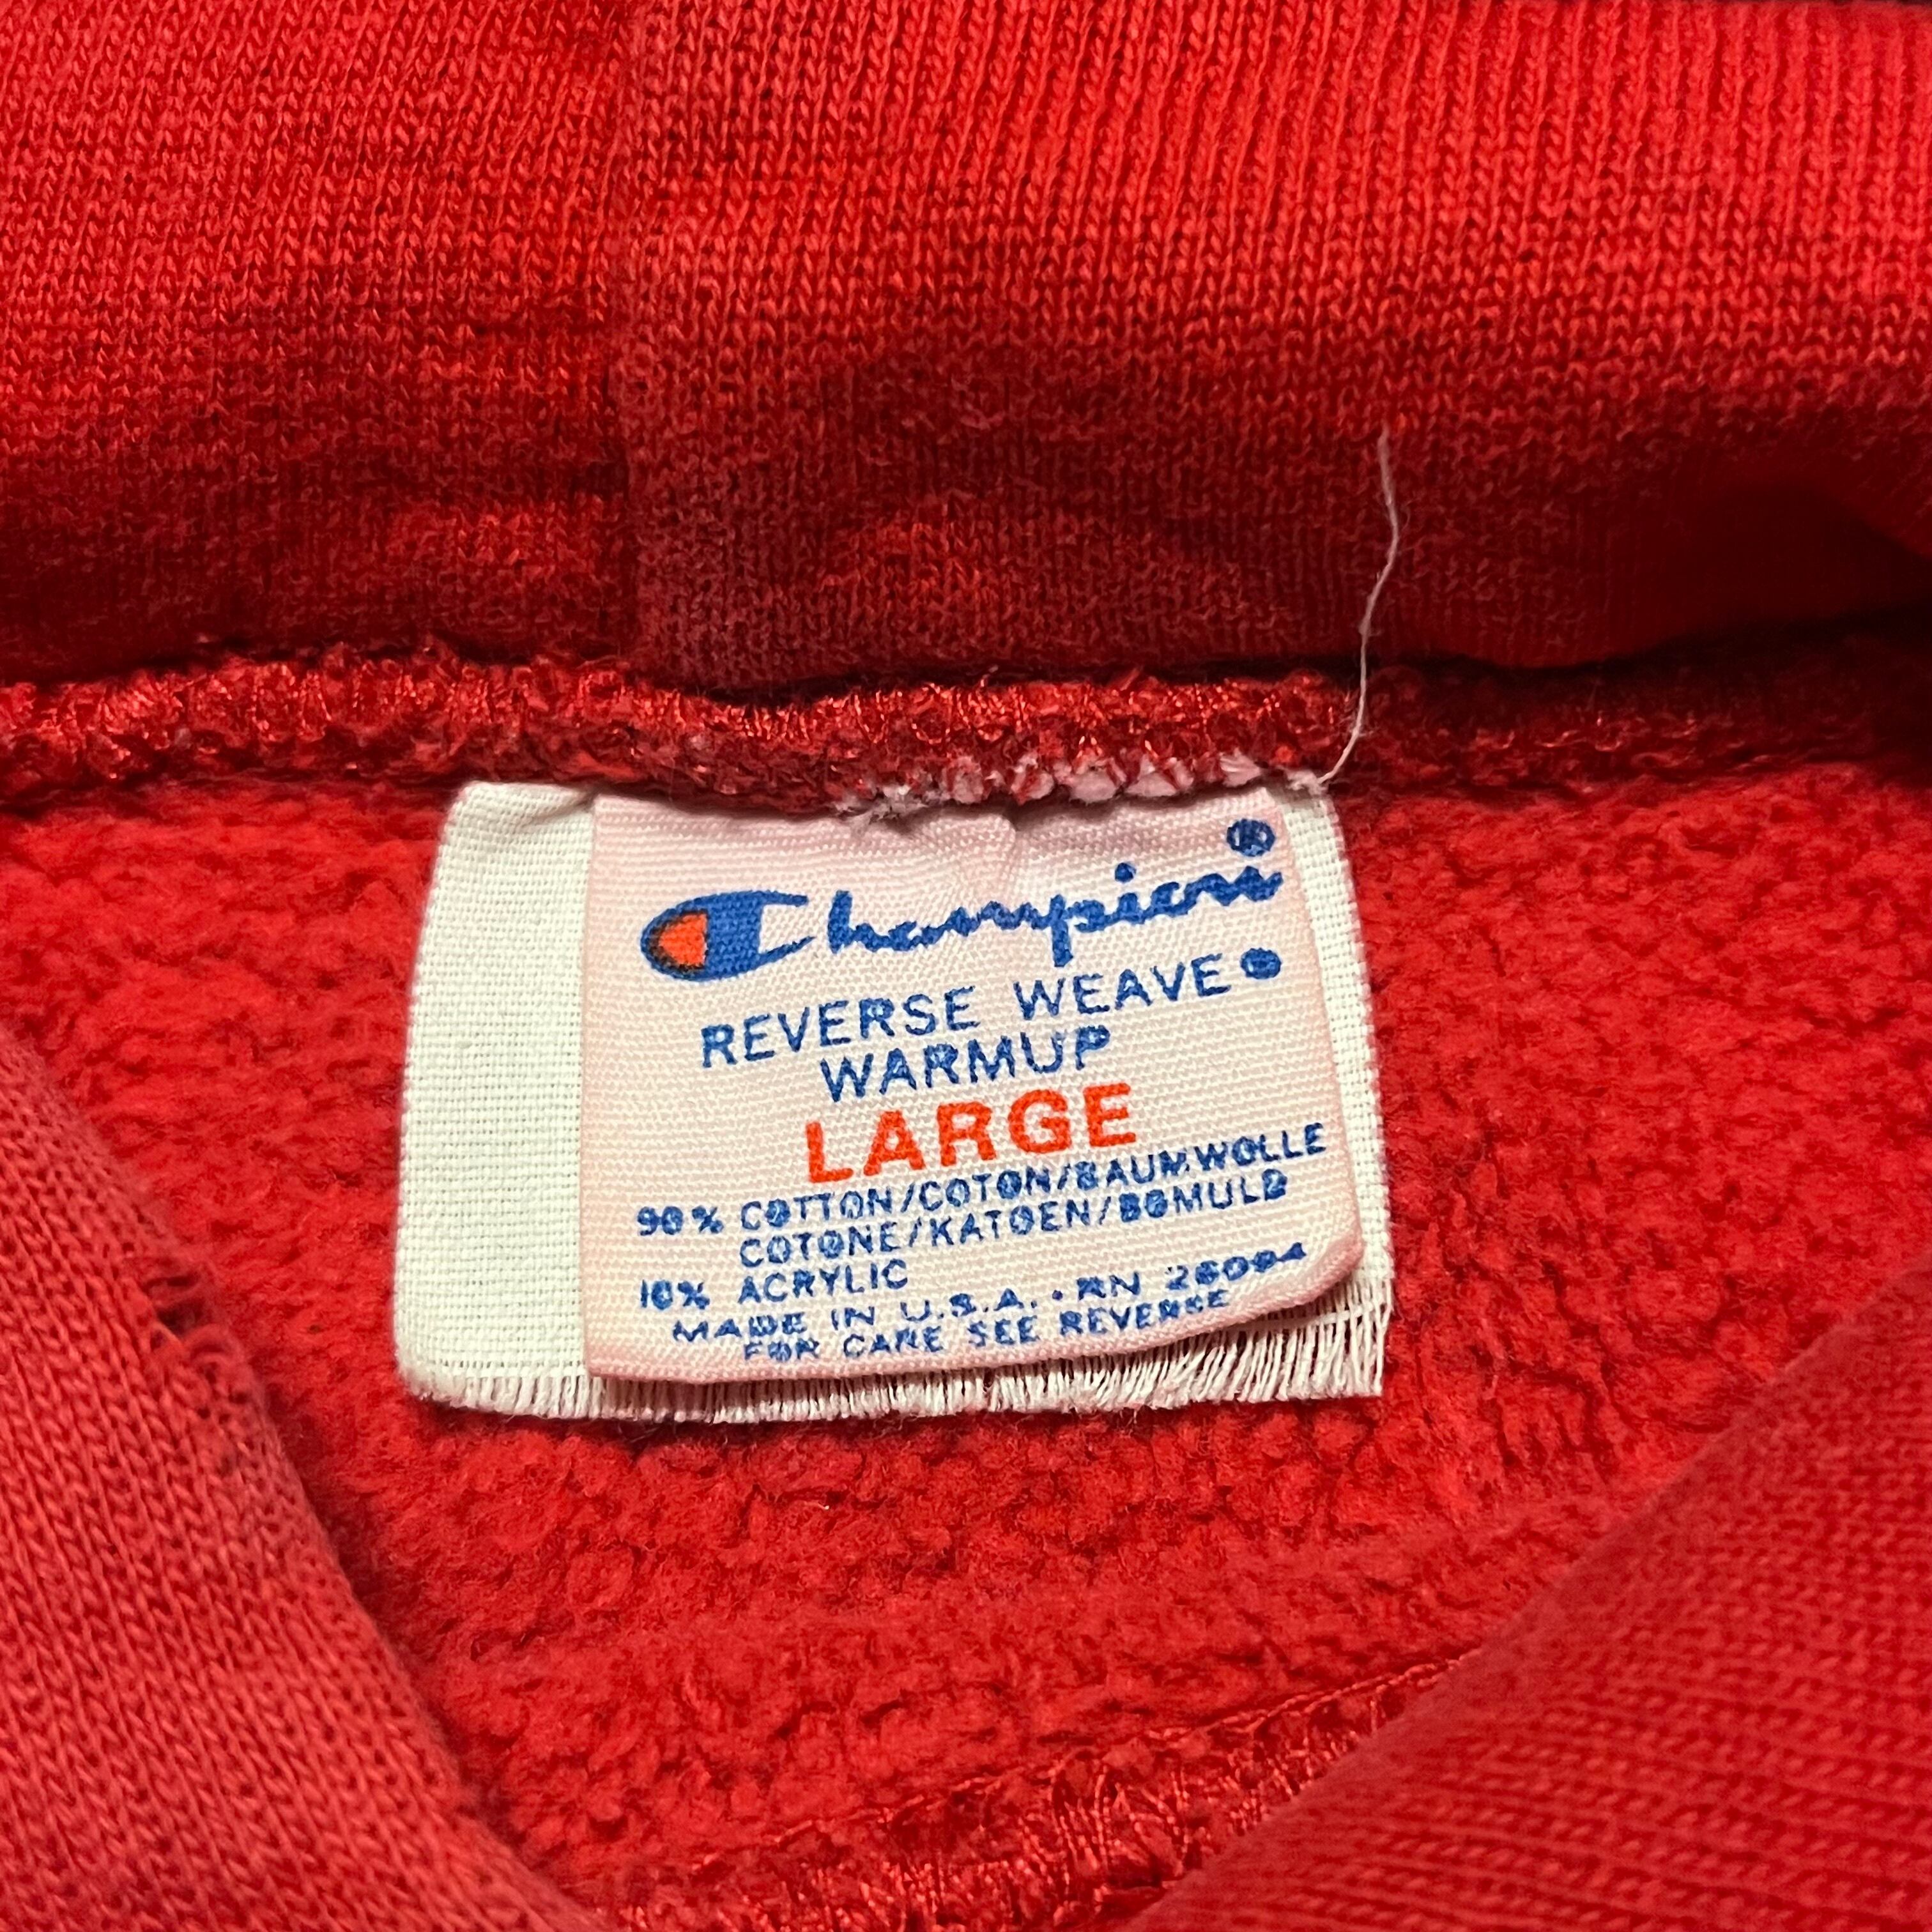 Champion®
REVERSE WEAVE®
WARMUP
LARGE
90% COTTON/COTON/BAUMWOLLE
COTONE/KATOEN/BOMULD
10% ACRYLIC
MADE IN U.S.A. • RN 26094
FOR CARE SEE REVERSE